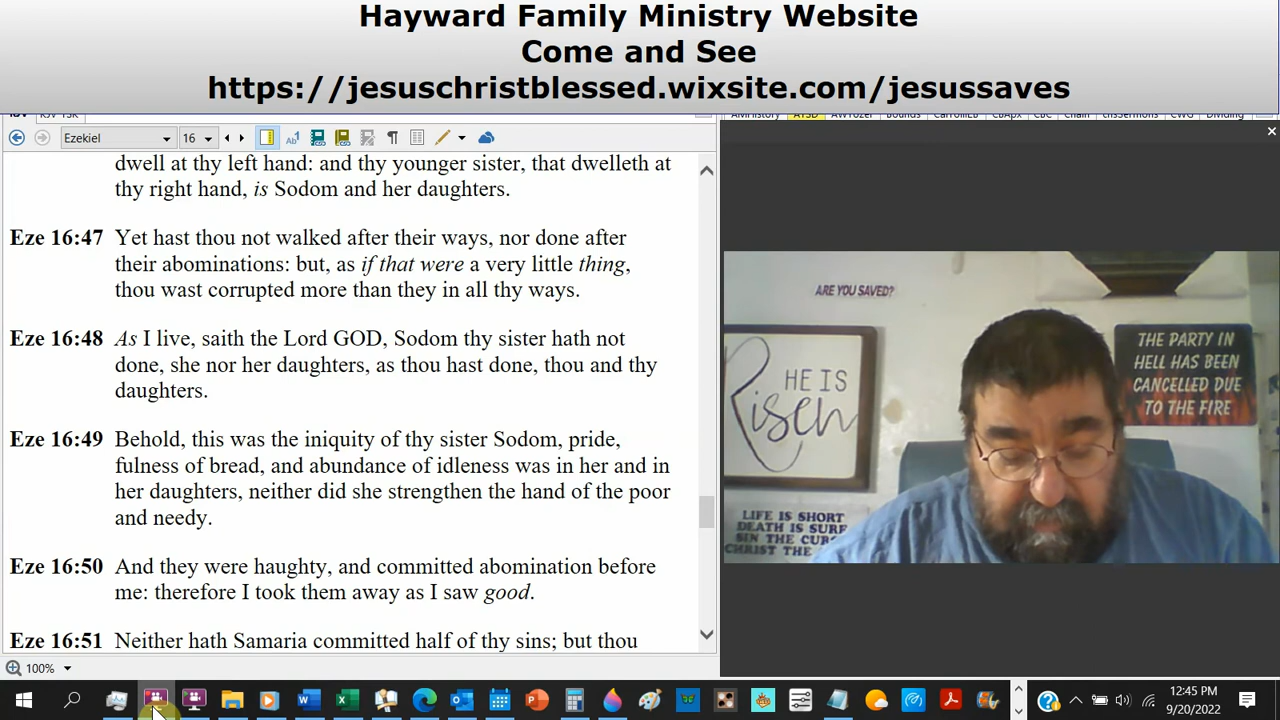 Hayward Family Ministry Website
Come and See
https://jesuschristblessed.wixsite.com/jesussaves
Ezekiel
16
dwell at thy left hand: and thy younger sister, that dwelleth at
thy right hand, is Sodom and her daughters.
Eze 16:47 Yet hast thou not walked after their ways, nor done after
their abominations: but, as if that were a very little thing,
thou wast corrupted more than they in all thy ways.
Eze 16:48 As I live, saith the Lord GOD, Sodom thy sister hath not
done, she nor her daughters, as thou hast done, thou and thy
daughters.
Eze 16:49 Behold, this was the iniquity of thy sister Sodom, pride,
fulness of bread, and abundance of idleness was in her and in
her daughters, neither did she strengthen the hand of the poor
and needy.
Eze 16:50 And they were haughty, and committed abomination before
me: therefore I took them away as I saw good.
Eze 16:51 Neither hath Samaria committed half of thy sins; but thou
100%
ARE YOU SAVED?
HE IS
Risen
THE PARTY IN
HELL HAS BEEN
CANCELLED DUE
TO THE FIRE
LIFE IS SHORT
DEATH IS SURE
SIN THE CUR
CHRIST THE
12:45 PM
9/20/2022